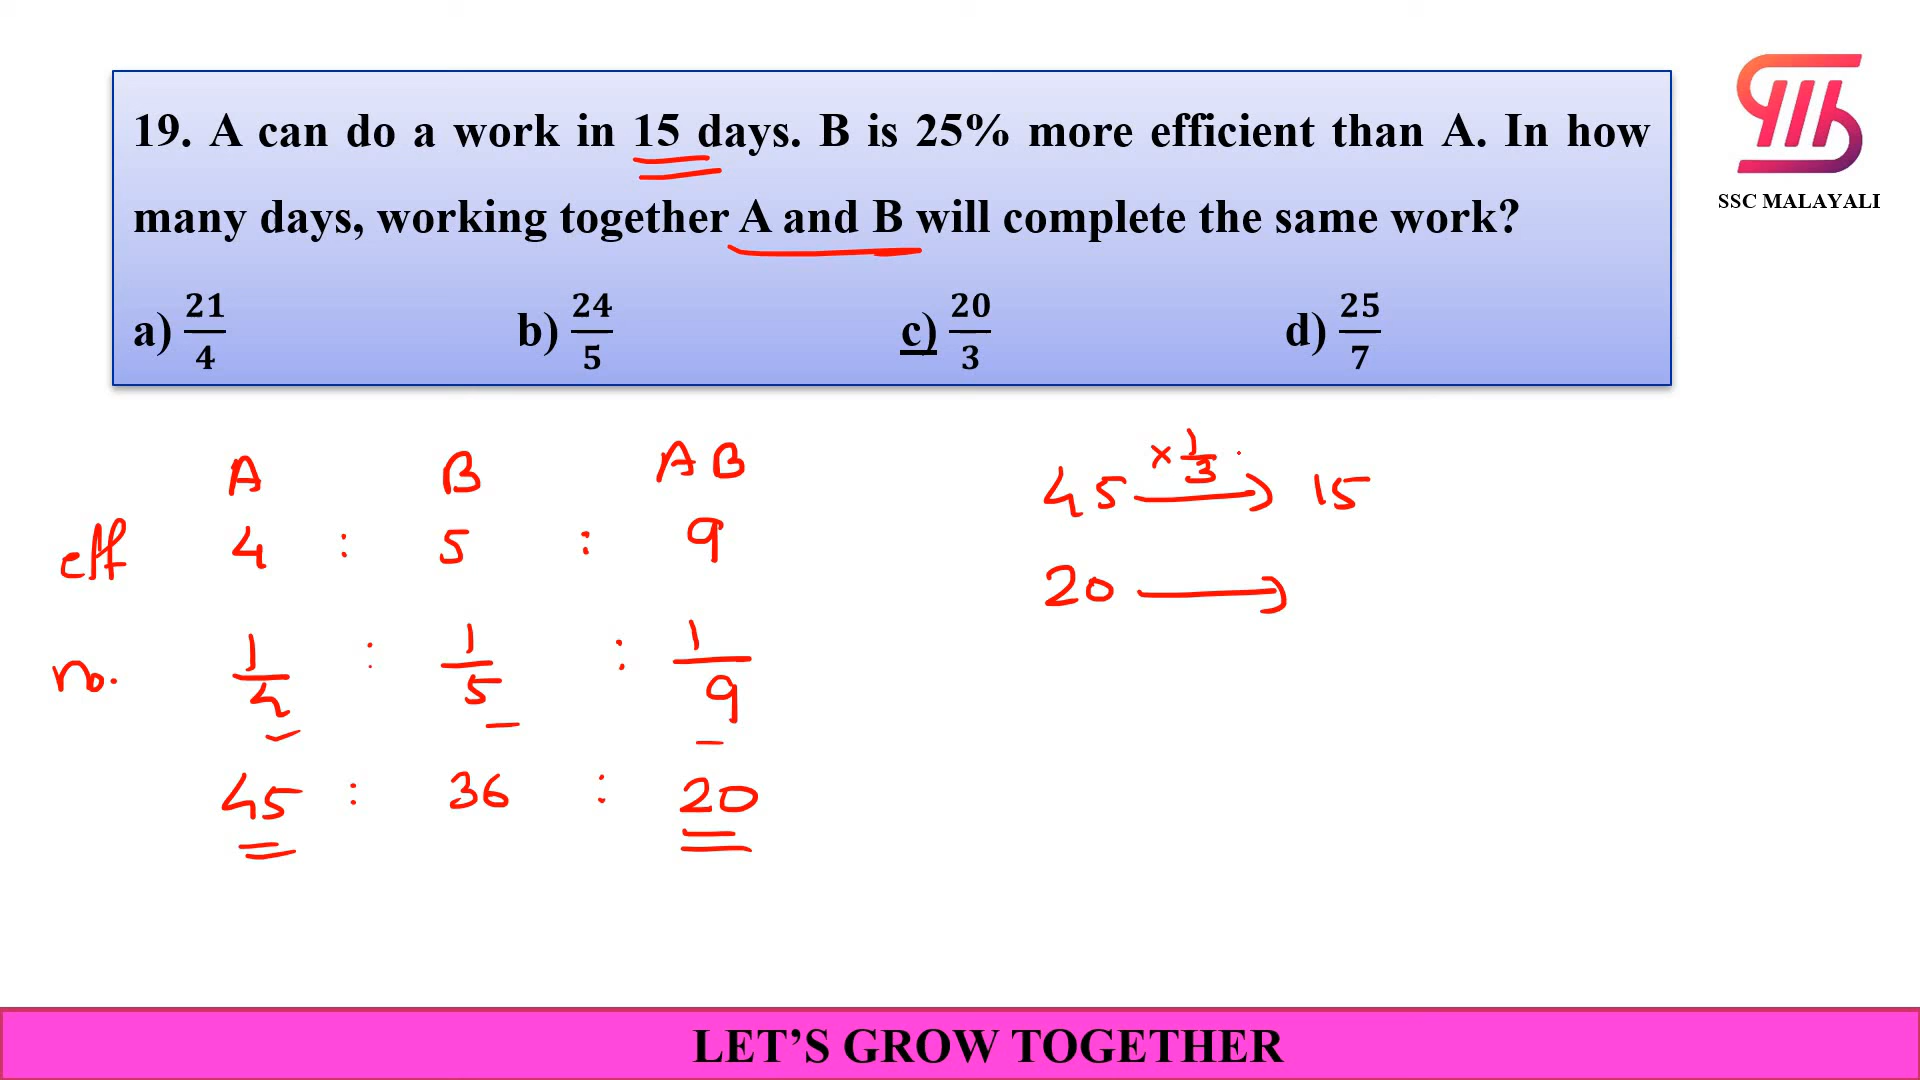 19. A can do a work in 15 days. B is 25% more efficient than A. In how
many days, working together A and B will complete the same work?
a) 21/4 b) 24/5 c) 20/3 d) 25/7
SSC MALAYALI
A B AB
eff 4 : 5 : 9
no. 1/4 : 1/5 : 1/9
45 : 36 : 20
45 × 1/3 → 15
20 →
LET’S GROW TOGETHER